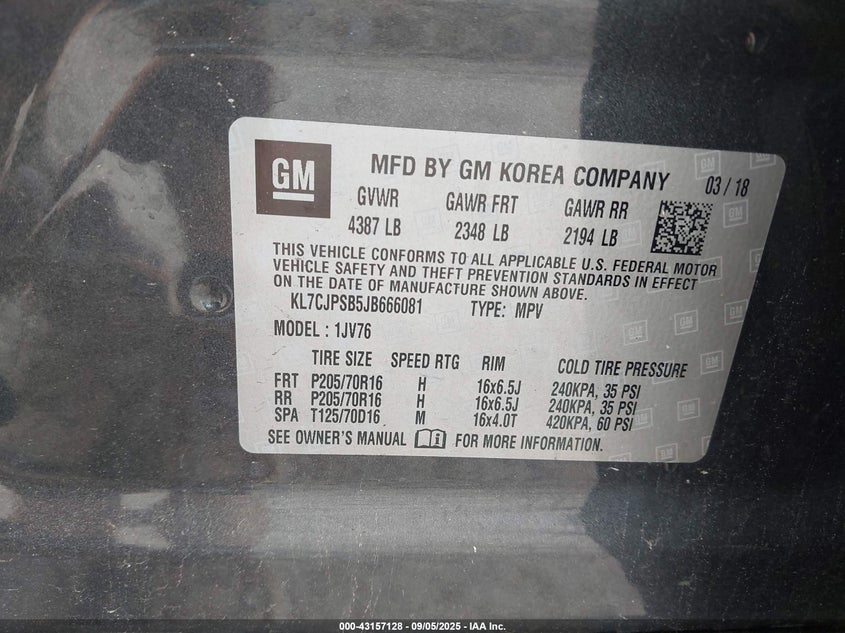 GM
MFD BY GM KOREA COMPANY 03 / 18
GVWR GAWR FRT GAWR RR
4387 LB 2348 LB 2194 LB
THIS VEHICLE CONFORMS TO ALL APPLICABLE U.S. FEDERAL MOTOR
VEHICLE SAFETY AND THEFT PREVENTION STANDARDS IN EFFECT
ON THE DATE OF MANUFACTURE SHOWN ABOVE.
KL7CJPSB5JB666081 TYPE: MPV
MODEL : 1JV76
TIRE SIZE SPEED RTG RIM COLD TIRE PRESSURE
FRT P205/70R16 H 16x6.5J 240KPA, 35 PSI
RR P205/70R16 H 16x6.5J 240KPA, 35 PSI
SPA T125/70D16 M 16x4.0T 420KPA, 60 PSI
SEE OWNER'S MANUAL FOR MORE INFORMATION.
000-43157128 - 09/05/2025 - IAA Inc.